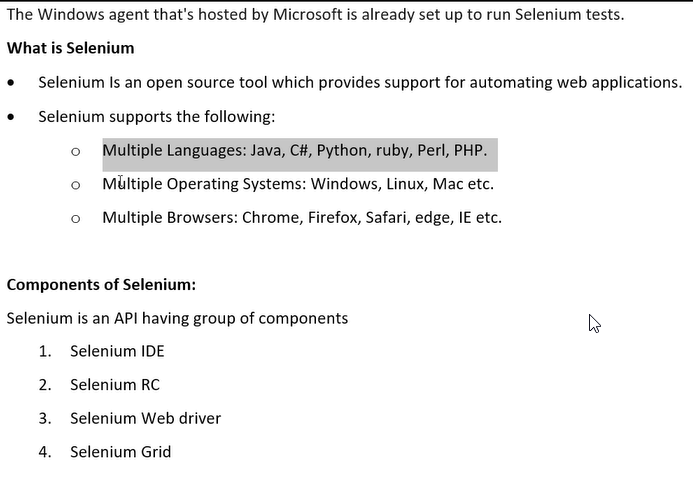 The Windows agent that's hosted by Microsoft is already set up to run Selenium tests.
What is Selenium
• Selenium Is an open source tool which provides support for automating web applications.
• Selenium supports the following:
o Multiple Languages: Java, C#, Python, ruby, Perl, PHP.
o Multiple Operating Systems: Windows, Linux, Mac etc.
o Multiple Browsers: Chrome, Firefox, Safari, edge, IE etc.
Components of Selenium:
Selenium is an API having group of components
1. Selenium IDE
2. Selenium RC
3. Selenium Web driver
4. Selenium Grid